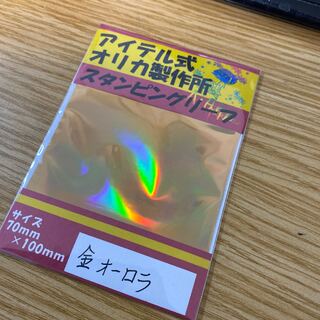 アイテル式
オリカ製作所
スタンピングリーフ
サイズ
70mm
×100mm
金オーロラ